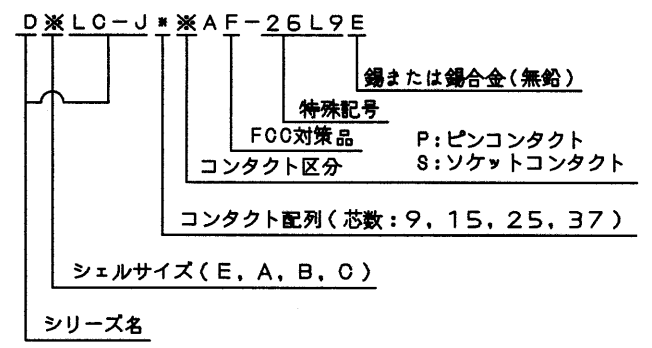 D※LC-J*※AF-26L9E
錫または錫合金(無鉛)
特殊記号
FCC対策品
P:ピンコンタクト
コンタクト区分
S:ソケットコンタクト
コンタクト配列(芯数:9, 15, 25, 37)
シェルサイズ(E, A, B, C)
シリーズ名